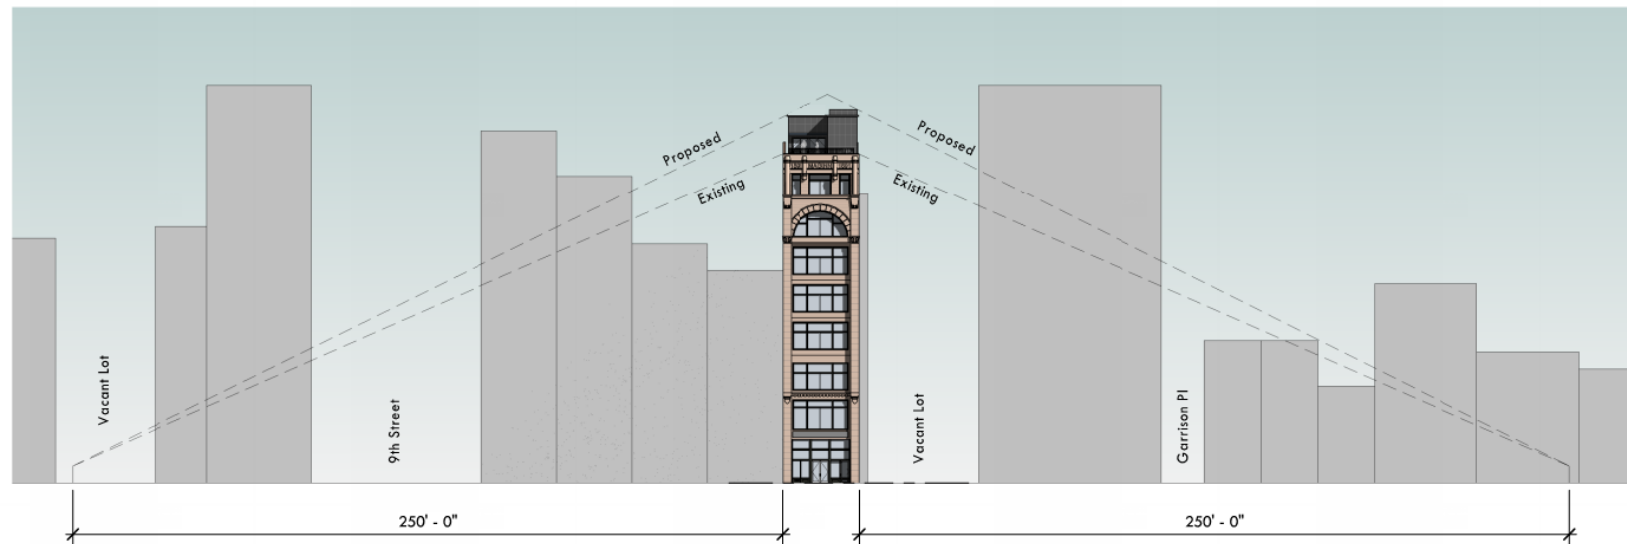 Proposed
Existing
Proposed
Existing
Vacant Lot
9th Street
Vacant Lot
Garrison Pl
250' - 0"
250' - 0"